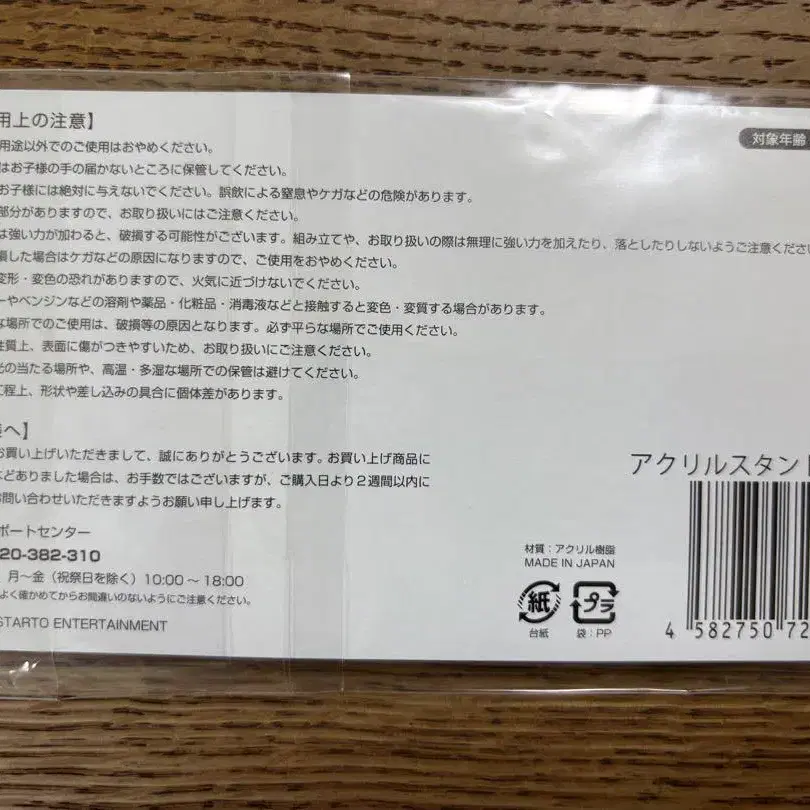 用上の注意】
対象年齢
用途以外でのご使用はおやめください。
はお子様の手の届かないところに保管してください。
お子様には絶対に与えないでください。誤飲による窒息やケガなどの危険があります。
部分がありますので、お取り扱いにはご注意ください。
は強い力が加わると、破損する可能性がございます。組み立てや、お取り扱いの際は無理に強い力を加えたり、落としたりしないようご注意くださ
損した場合はケガなどの原因になりますので、ご使用をおやめください。
変形・変色の恐れがありますので、火気に近づけないでください。
ーやベンジンなどの溶剤や薬品・化粧品・消毒液などと接触すると変色・変質する場合があります。
な場所でのご使用は、破損等の原因となります。必ず平らな場所でご使用ください。
性質上、表面に傷がつきやすいため、お取り扱いにご注意ください。
光の当たる場所や、高温・多湿な場所での保管は避けてください。
工程上、形状や差し込みの具合に個体差があります。
様へ】
お買い上げいただきまして、誠にありがとうございます。お買い上げ商品に
などありました場合は、お手数ではございますが、ご購入日より2週間以内に
お問い合わせいただきますようお願い申し上げます。
ポートセンター
20-382-310
月～金（祝祭日を除く）10:00～18:00
よく確かめてからお間違いのないようにご注意ください。
STARTO ENTERTAINMENT
材質：アクリル樹脂
MADE IN JAPAN
紙
プラ
台紙
袋：PP
アクリルスタンド
4 582750 72